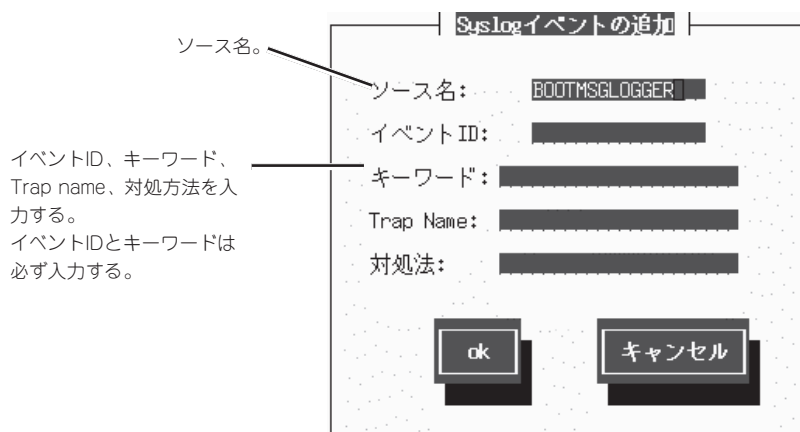 Syslogイベントの追加
ソース名。
ソース名: BOOTMSGLOGGER
イベントID:
イベントID、キーワード、
Trap name、対処方法を入
力する。
イベントIDとキーワードは
必ず入力する。
キーワード:
Trap Name:
対処法:
ok キャンセル